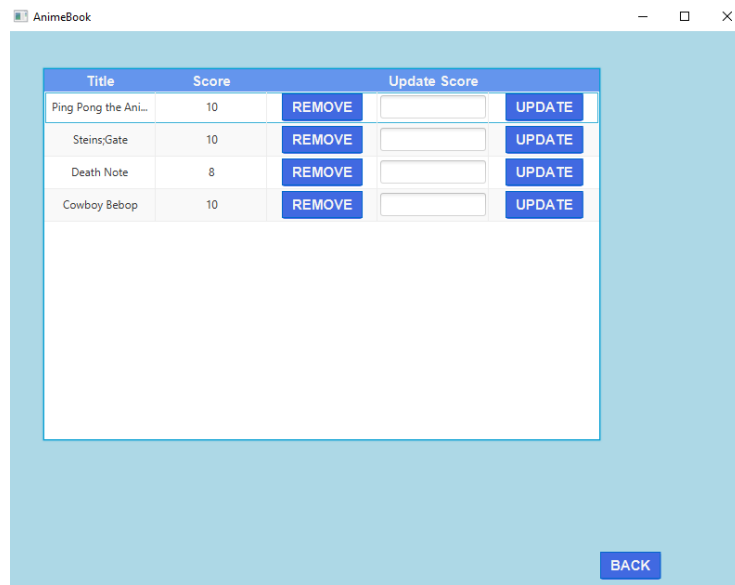 AnimeBook
Title Score Update Score
Ping Pong the Ani... 10 REMOVE UPDATE
Steins;Gate 10 REMOVE UPDATE
Death Note 8 REMOVE UPDATE
Cowboy Bebop 10 REMOVE UPDATE
BACK